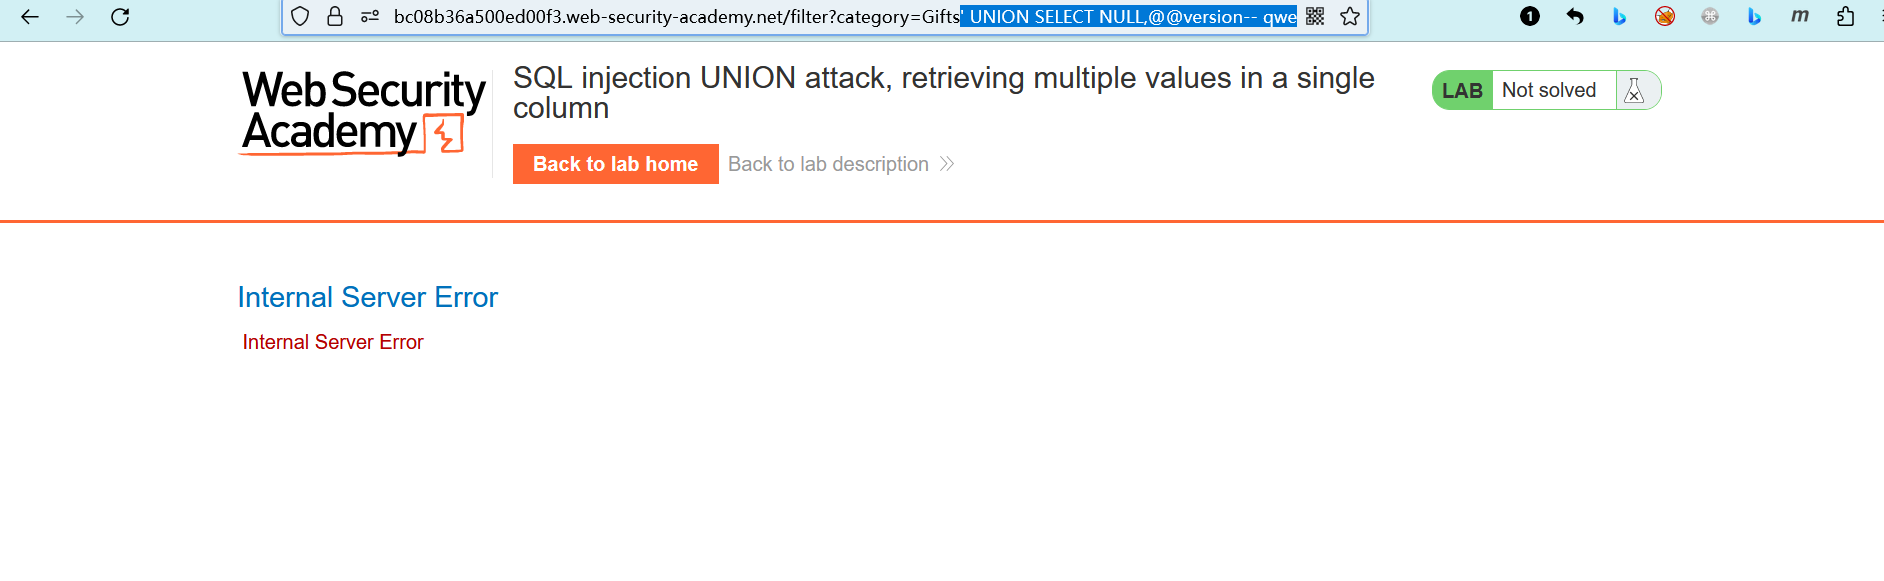 bc08b36a500ed00f3.web-security-academy.net/filter?category=Gifts' UNION SELECT NULL,@@version-- qwe
1
m
Web Security
Academy
SQL injection UNION attack, retrieving multiple values in a single
column
LAB Not solved
Back to lab home Back to lab description
Internal Server Error
Internal Server Error